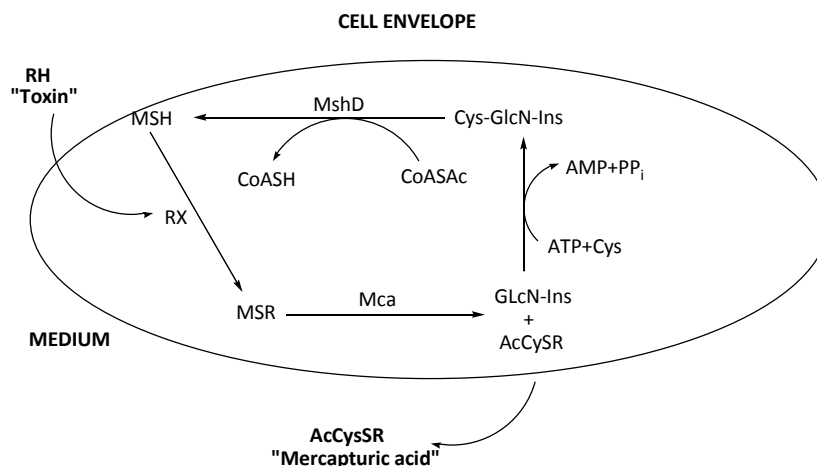 CELL ENVELOPE
RH
"Toxin"
MSH
MshD
Cys-GlcN-Ins
CoASH
CoASAc
AMP+PPi
RX
ATP+Cys
MSR
Mca
GLcN-Ins
+
AcCySR
MEDIUM
AcCysSR
"Mercapturic acid"